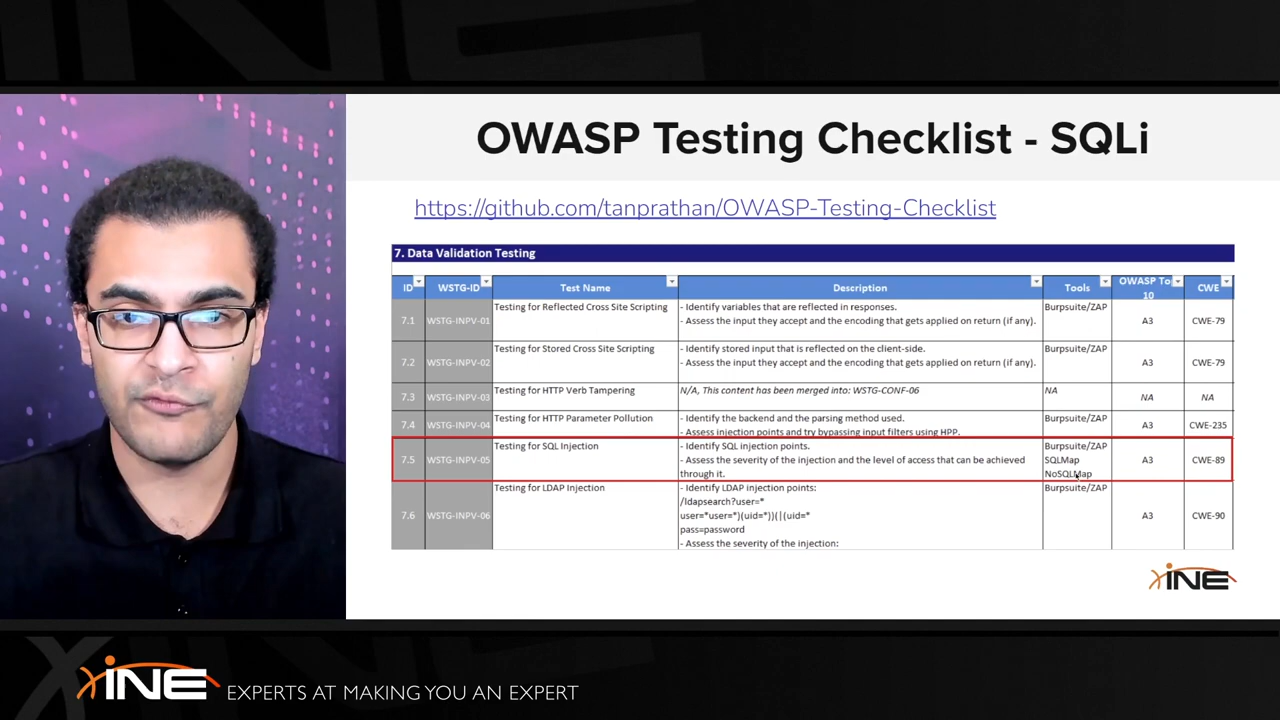 OWASP Testing Checklist - SQLi
https://github.com/tanprathan/OWASP-Testing-Checklist
7. Data Validation Testing
ID WSTG-ID Test Name Description Tools OWASP To 10 CWE
7.1 WSTG-INPV-01 Testing for Reflected Cross Site Scripting - Identify variables that are reflected in responses. Burpsuite/ZAP A3 CWE-79
- Assess the input they accept and the encoding that gets applied on return (if any).
7.2 WSTG-INPV-02 Testing for Stored Cross Site Scripting - Identify stored input that is reflected on the client-side. Burpsuite/ZAP A3 CWE-79
- Assess the input they accept and the encoding that gets applied on return (if any).
7.3 WSTG-INPV-03 Testing for HTTP Verb Tampering N/A, This content has been merged into: WSTG-CONF-06 NA NA NA
7.4 WSTG-INPV-04 Testing for HTTP Parameter Pollution - Identify the backend and the parsing method used. Burpsuite/ZAP A3 CWE-235
- Assess injection points and try bypassing input filters using HPP.
7.5 WSTG-INPV-05 Testing for SQL Injection - Identify SQL injection points. Burpsuite/ZAP A3 CWE-89
- Assess the severity of the injection and the level of access that can be achieved SQLMap
through it. NoSQLMap
7.6 WSTG-INPV-06 Testing for LDAP Injection - Identify LDAP injection points: Burpsuite/ZAP A3 CWE-90
/ldapsearch?user=*
user=*user=*)(uid=*))(|(uid=*
pass=password
- Assess the severity of the injection:
INE
INE EXPERTS AT MAKING YOU AN EXPERT